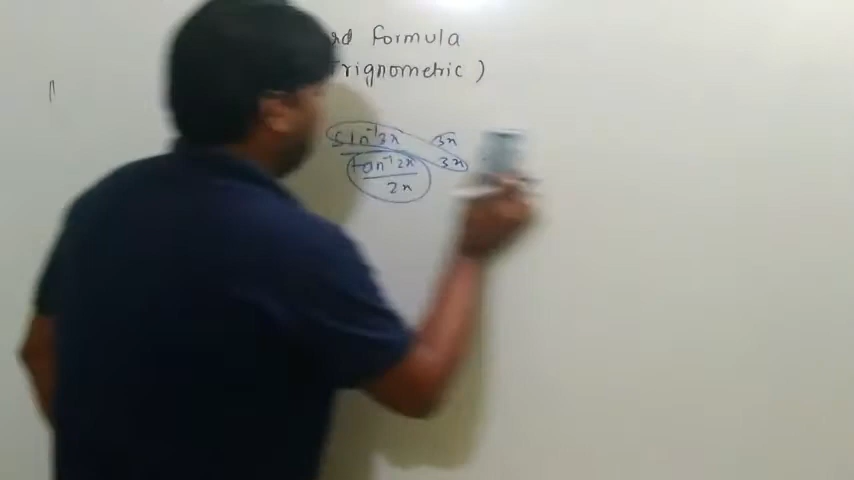 formula
rignometric )
sin⁻¹3x 3x
tan⁻¹2x 3x
2x